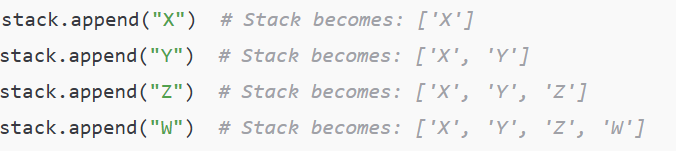 stack.append("X")  # Stack becomes: ['X']
stack.append("Y")  # Stack becomes: ['X', 'Y']
stack.append("Z")  # Stack becomes: ['X', 'Y', 'Z']
stack.append("W")  # Stack becomes: ['X', 'Y', 'Z', 'W']